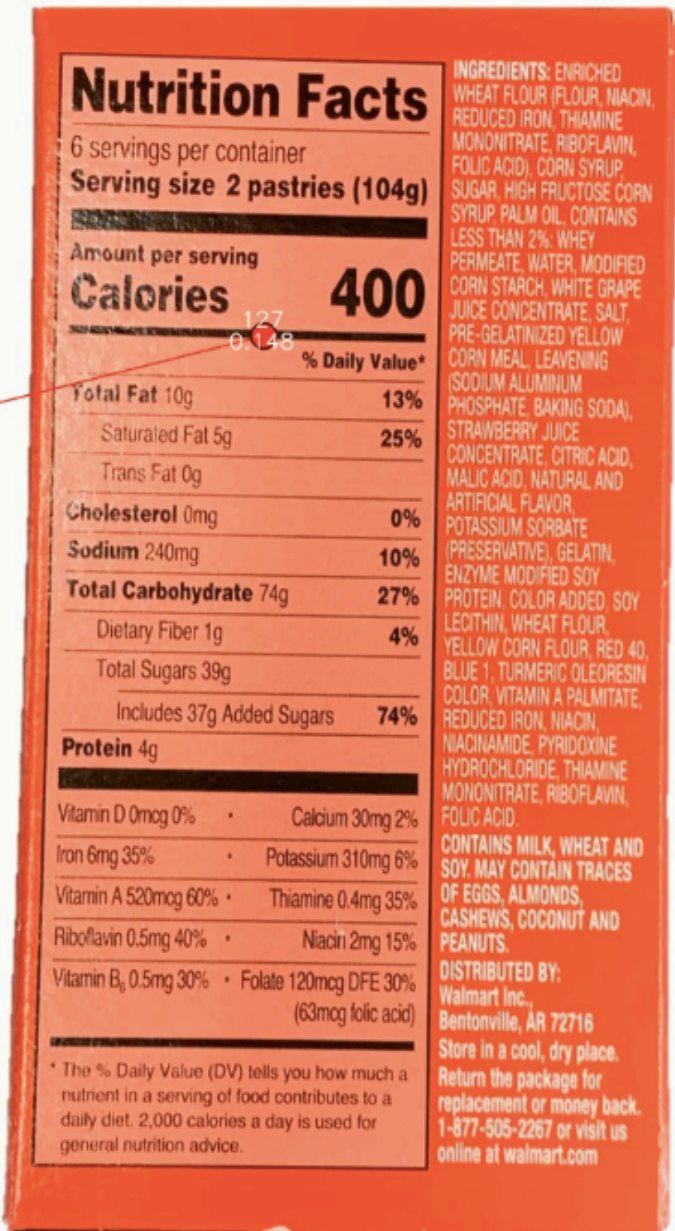 Nutrition Facts
6 servings per container
Serving size 2 pastries (104g)
Amount per serving
Calories 400
127
0.148
% Daily Value*
Total Fat 10g 13%
Saturated Fat 5g 25%
Trans Fat 0g
Cholesterol 0mg 0%
Sodium 240mg 10%
Total Carbohydrate 74g 27%
Dietary Fiber 1g 4%
Total Sugars 39g
Includes 37g Added Sugars 74%
Protein 4g
Vitamin D 0mcg 0% • Calcium 30mg 2%
Iron 6mg 35% • Potassium 310mg 6%
Vitamin A 520mcg 60% • Thiamine 0.4mg 35%
Riboflavin 0.5mg 40% • Niacin 2mg 15%
Vitamin B₆ 0.5mg 30% • Folate 120mcg DFE 30%
(63mcg folic acid)
* The % Daily Value (DV) tells you how much a
nutrient in a serving of food contributes to a
daily diet. 2,000 calories a day is used for
general nutrition advice.
INGREDIENTS: ENRICHED
WHEAT FLOUR (FLOUR, NIACIN,
REDUCED IRON, THIAMINE
MONONITRATE, RIBOFLAVIN,
FOLIC ACID), CORN SYRUP,
SUGAR, HIGH FRUCTOSE CORN
SYRUP PALM OIL, CONTAINS
LESS THAN 2%: WHEY
PERMEATE, WATER, MODIFIED
CORN STARCH, WHITE GRAPE
JUICE CONCENTRATE, SALT,
PRE-GELATINIZED YELLOW
CORN MEAL, LEAVENING
(SODIUM ALUMINUM
PHOSPHATE, BAKING SODA),
STRAWBERRY JUICE
CONCENTRATE, CITRIC ACID,
MALIC ACID, NATURAL AND
ARTIFICIAL FLAVOR,
POTASSIUM SORBATE
(PRESERVATIVE), GELATIN,
ENZYME MODIFIED SOY
PROTEIN, COLOR ADDED, SOY
LECITHIN, WHEAT FLOUR,
YELLOW CORN FLOUR, RED 40,
BLUE 1, TURMERIC OLEORESIN
COLOR, VITAMIN A PALMITATE,
REDUCED IRON, NIACIN,
NIACINAMIDE, PYRIDOXINE
HYDROCHLORIDE, THIAMINE
MONONITRATE, RIBOFLAVIN,
FOLIC ACID.
CONTAINS MILK, WHEAT AND
SOY. MAY CONTAIN TRACES
OF EGGS, ALMONDS,
CASHEWS, COCONUT AND
PEANUTS.
DISTRIBUTED BY:
Walmart Inc.,
Bentonville, AR 72716
Store in a cool, dry place.
Return the package for
replacement or money back.
1-877-505-2267 or visit us
online at walmart.com